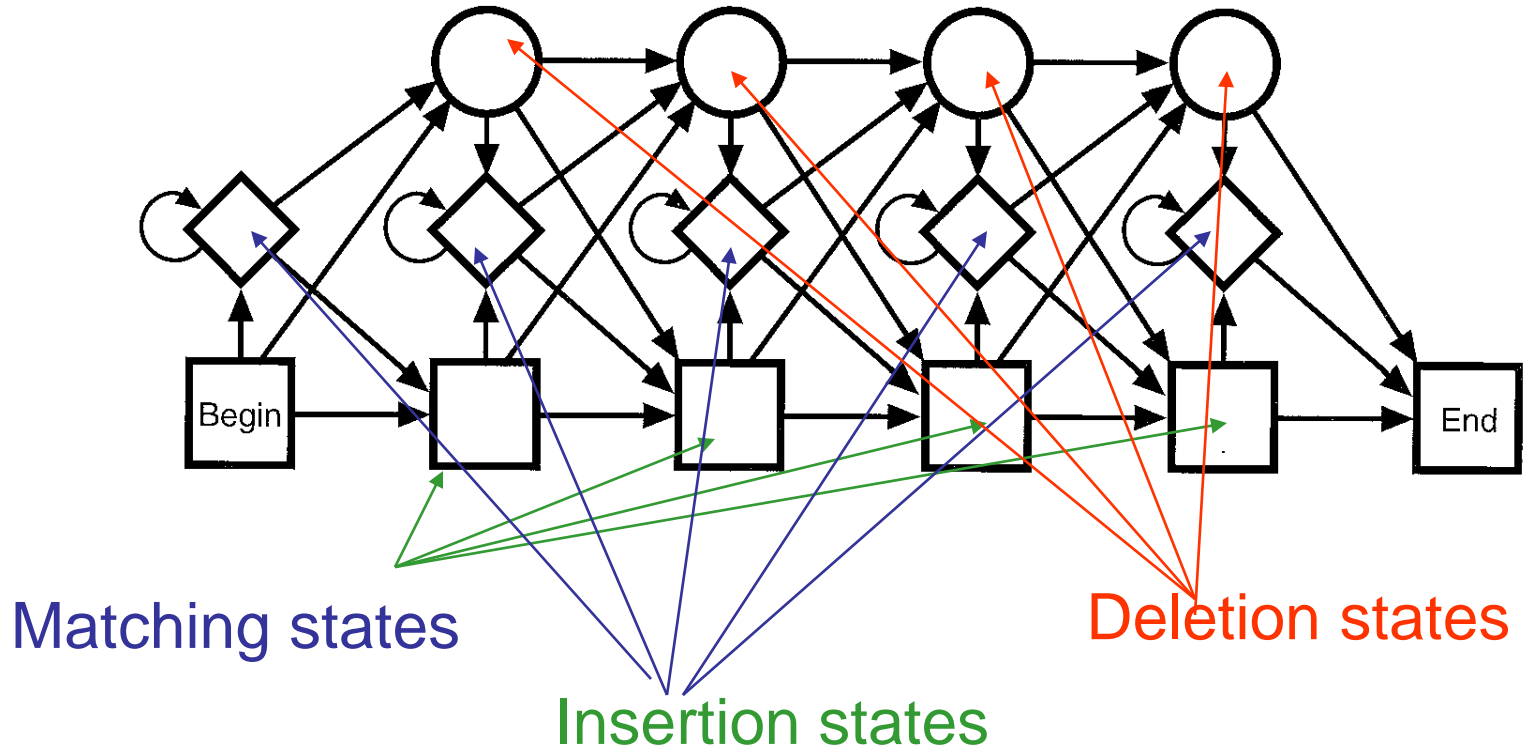 Begin
End
Matching states
Deletion states
Insertion states